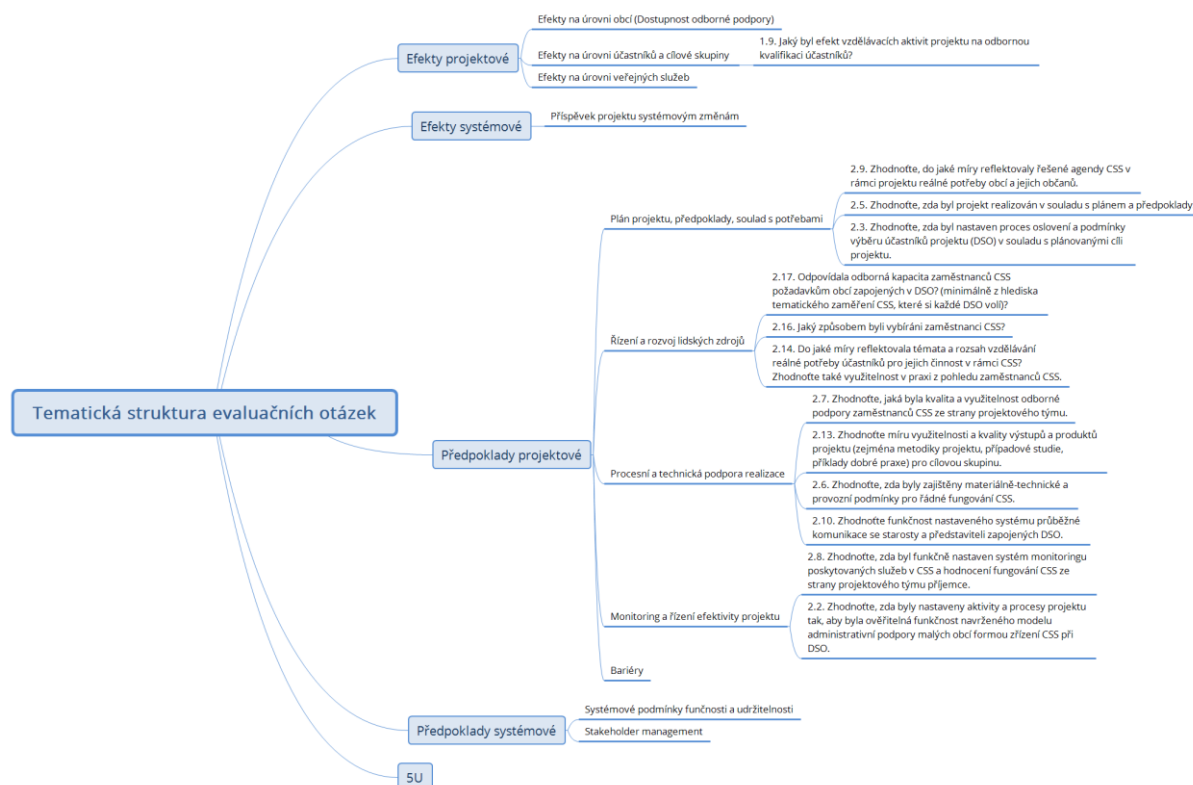 Tematická struktura evaluačních otázek
Efekty projektové
Efekty na úrovni obcí (Dostupnost odborné podpory)
Efekty na úrovni účastníků a cílové skupiny
1.9. Jaký byl efekt vzdělávacích aktivit projektu na odbornou
kvalifikaci účastníků?
Efekty na úrovni veřejných služeb
Efekty systémové
Příspěvek projektu systémovým změnám
Předpoklady projektové
Plán projektu, předpoklady, soulad s potřebami
2.9. Zhodnoťte, do jaké míry reflektovaly řešené agendy CSS v
rámci projektu reálné potřeby obcí a jejich občanů.
2.5. Zhodnoťte, zda byl projekt realizován v souladu s plánem a předpoklady
2.3. Zhodnoťte, zda byl nastaven proces oslovení a podmínky
výběru účastníků projektu (DSO) v souladu s plánovanými cíli
projektu.
Řízení a rozvoj lidských zdrojů
2.17. Odpovídala odborná kapacita zaměstnanců CSS
požadavkům obcí zapojených v DSO? (minimálně z hlediska
tematického zaměření CSS, které si každé DSO volí)?
2.16. Jaký způsobem byli vybíráni zaměstnanci CSS?
2.14. Do jaké míry reflektovala témata a rozsah vzdělávání
reálné potřeby účastníků pro jejich činnost v rámci CSS?
Zhodnoťte také využitelnost v praxi z pohledu zaměstnanců CSS.
Procesní a technická podpora realizace
2.7. Zhodnoťte, jaká byla kvalita a využitelnost odborné
podpory zaměstnanců CSS ze strany projektového týmu.
2.13. Zhodnoťte míru využitelnosti a kvality výstupů a produktů
projektu (zejména metodiky projektu, případové studie,
příklady dobré praxe) pro cílovou skupinu.
2.6. Zhodnoťte, zda byly zajištěny materiálně-technické a
provozní podmínky pro řádné fungování CSS.
2.10. Zhodnoťte funkčnost nastaveného systému průběžné
komunikace se starosty a představiteli zapojených DSO.
Monitoring a řízení efektivity projektu
2.8. Zhodnoťte, zda byl funkčně nastaven systém monitoringu
poskytovaných služeb v CSS a hodnocení fungování CSS ze
strany projektového týmu příjemce.
2.2. Zhodnoťte, zda byly nastaveny aktivity a procesy projektu
tak, aby byla ověřitelná funkčnost navrženého modelu
administrativní podpory malých obcí formou zřízení CSS při
DSO.
Bariéry
Předpoklady systémové
Systémové podmínky funčnosti a udržitelnosti
Stakeholder management
5U